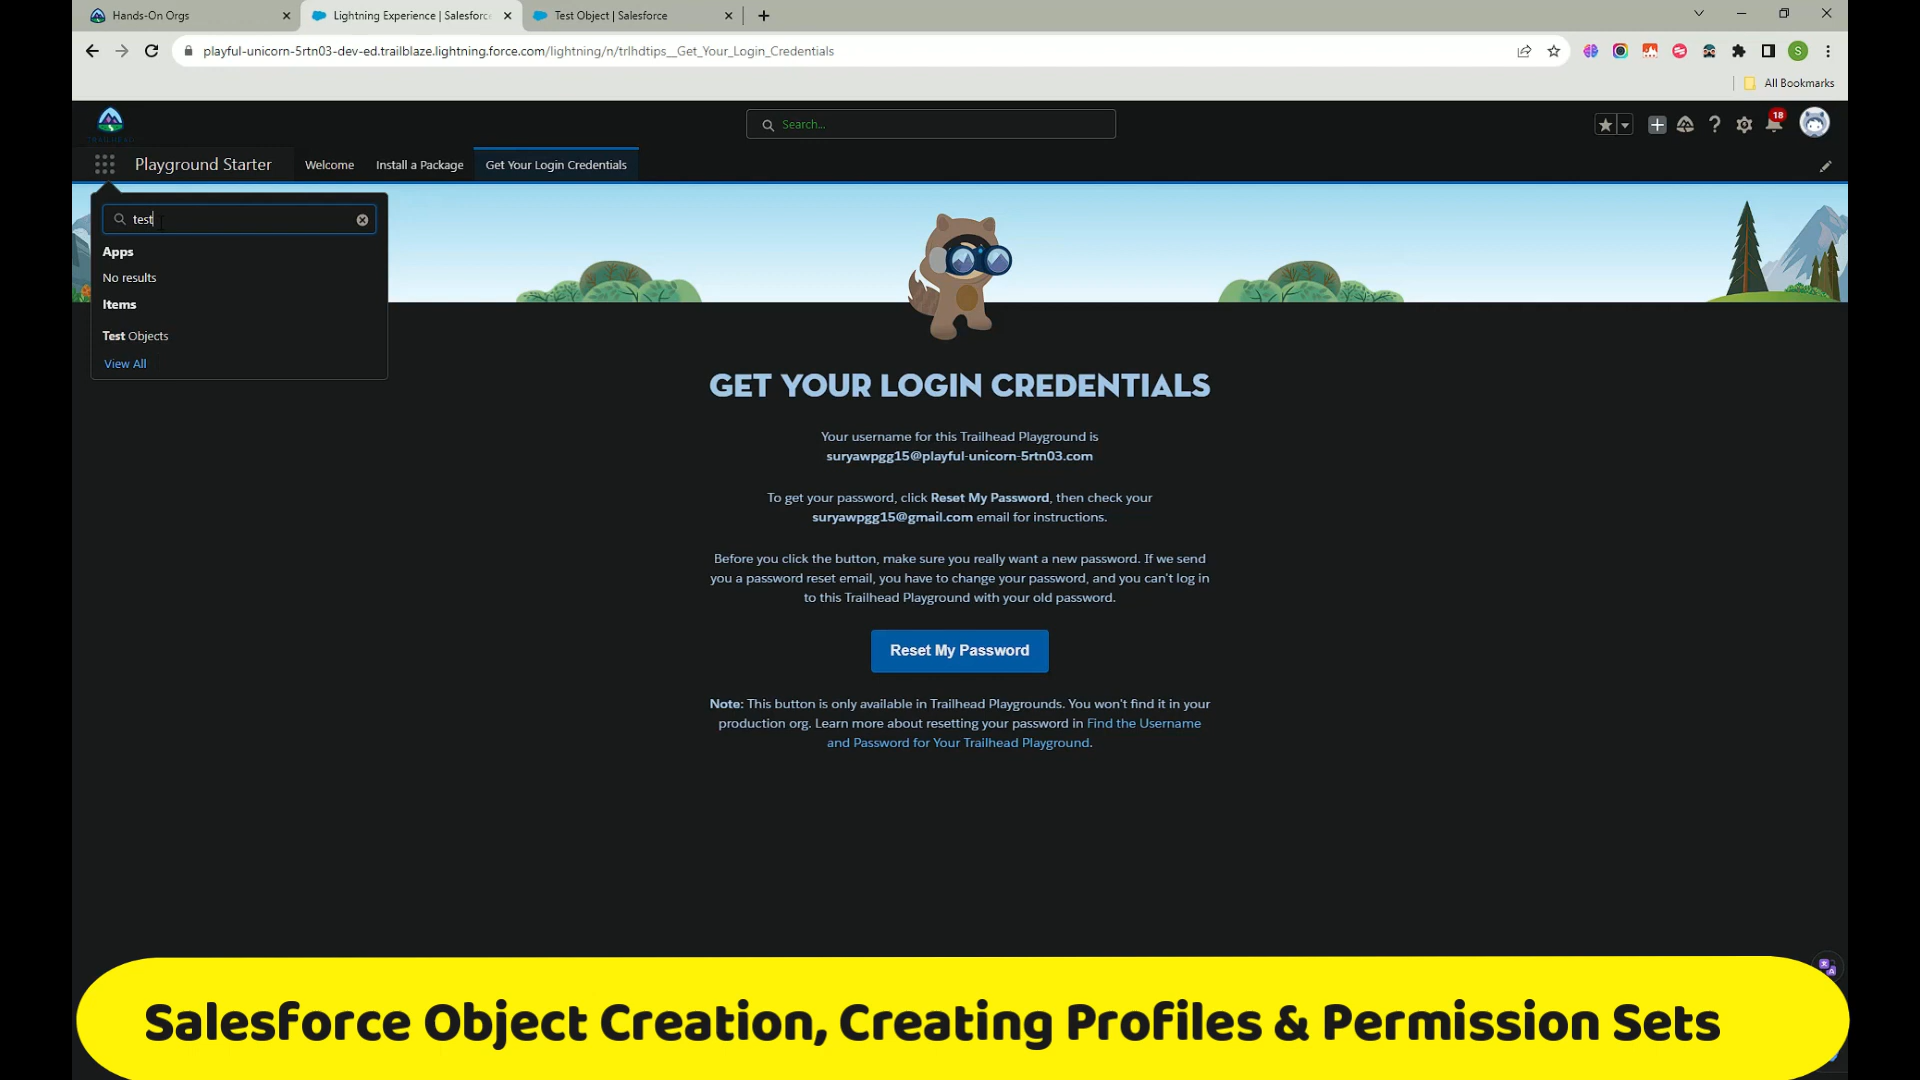 Hands-On Orgs
Lightning Experience | Salesforc
Test Object | Salesforce
playful-unicorn-5rtn03-dev-ed.trailblaze.lightning.force.com/lightning/n/trlhdtips__Get_Your_Login_Credentials
S
All Bookmarks
Search...
18
Playground Starter
Welcome
Install a Package
Get Your Login Credentials
test
Apps
No results
Items
Test Objects
View All
GET YOUR LOGIN CREDENTIALS
Your username for this Trailhead Playground is
suryawpgg15@playful-unicorn-5rtn03.com
To get your password, click Reset My Password, then check your
suryawpgg15@gmail.com email for instructions.
Before you click the button, make sure you really want a new password. If we send
you a password reset email, you have to change your password, and you can't log in
to this Trailhead Playground with your old password.
Reset My Password
Note: This button is only available in Trailhead Playgrounds. You won't find it in your
production org. Learn more about resetting your password in Find the Username
and Password for Your Trailhead Playground.
Salesforce Object Creation, Creating Profiles & Permission Sets